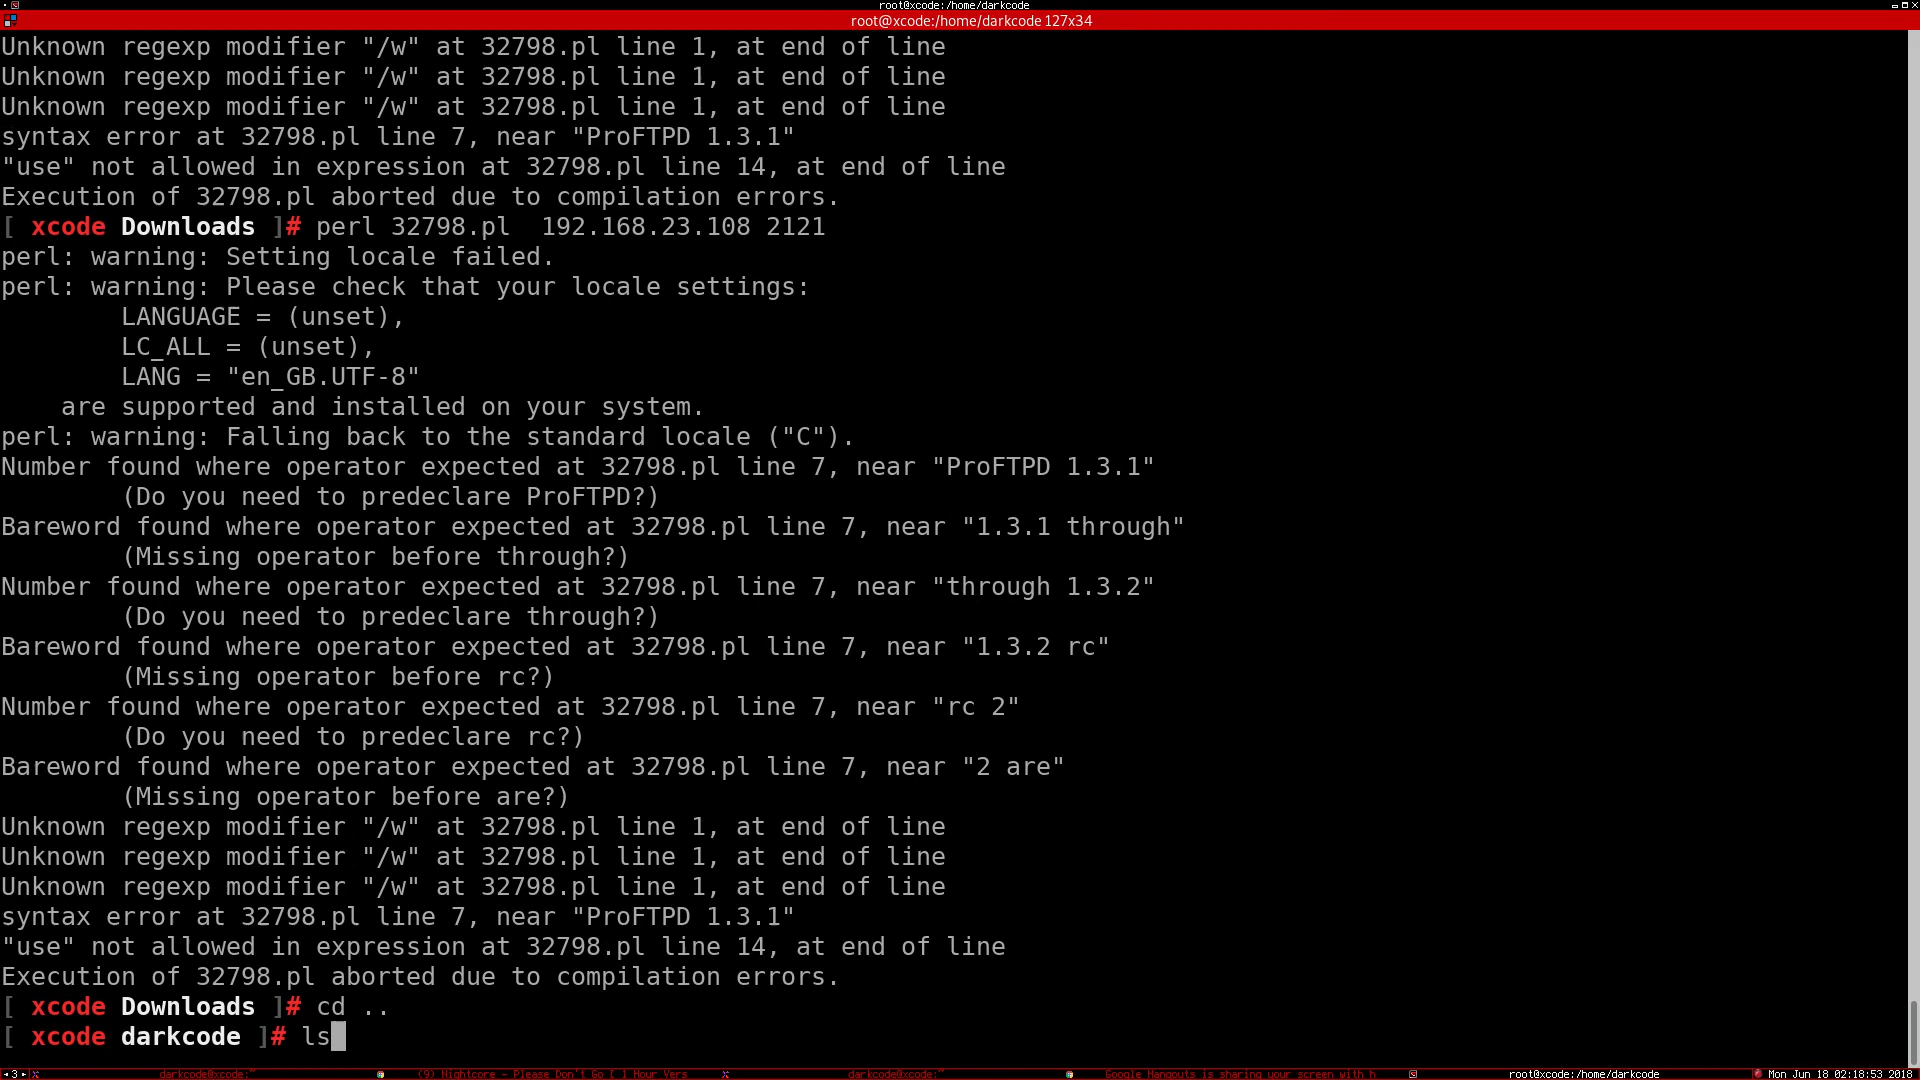 root@xcode:/home/darkcode
root@xcode:/home/darkcode 127x34
Unknown regexp modifier "/w" at 32798.pl line 1, at end of line
Unknown regexp modifier "/w" at 32798.pl line 1, at end of line
Unknown regexp modifier "/w" at 32798.pl line 1, at end of line
syntax error at 32798.pl line 7, near "ProFTPD 1.3.1"
"use" not allowed in expression at 32798.pl line 14, at end of line
Execution of 32798.pl aborted due to compilation errors.
[ xcode Downloads ]# perl 32798.pl  192.168.23.108 2121
perl: warning: Setting locale failed.
perl: warning: Please check that your locale settings:
        LANGUAGE = (unset),
        LC_ALL = (unset),
        LANG = "en_GB.UTF-8"
    are supported and installed on your system.
perl: warning: Falling back to the standard locale ("C").
Number found where operator expected at 32798.pl line 7, near "ProFTPD 1.3.1"
        (Do you need to predeclare ProFTPD?)
Bareword found where operator expected at 32798.pl line 7, near "1.3.1 through"
        (Missing operator before through?)
Number found where operator expected at 32798.pl line 7, near "through 1.3.2"
        (Do you need to predeclare through?)
Bareword found where operator expected at 32798.pl line 7, near "1.3.2 rc"
        (Missing operator before rc?)
Number found where operator expected at 32798.pl line 7, near "rc 2"
        (Do you need to predeclare rc?)
Bareword found where operator expected at 32798.pl line 7, near "2 are"
        (Missing operator before are?)
Unknown regexp modifier "/w" at 32798.pl line 1, at end of line
Unknown regexp modifier "/w" at 32798.pl line 1, at end of line
Unknown regexp modifier "/w" at 32798.pl line 1, at end of line
syntax error at 32798.pl line 7, near "ProFTPD 1.3.1"
"use" not allowed in expression at 32798.pl line 14, at end of line
Execution of 32798.pl aborted due to compilation errors.
[ xcode Downloads ]# cd ..
[ xcode darkcode ]# ls
3 darkcode@xcode:~ (9) Nightcore - Please Don't Go [ 1 Hour Vers darkcode@xcode:~ Google Hangouts is sharing your screen with h root@xcode:/home/darkcode Mon Jun 18 02:18:53 2018